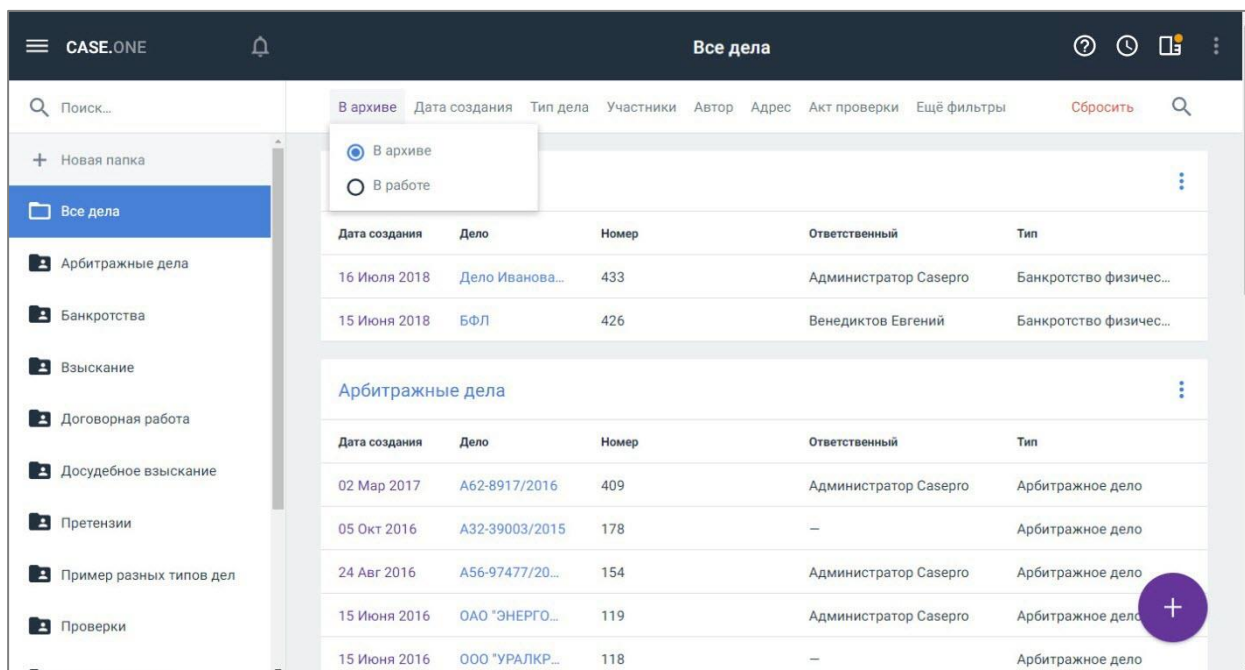 CASE.ONE
Все дела
Поиск...
В архиве Дата создания Тип дела Участники Автор Адрес Акт проверки Ещё фильтры Сбросить
В архиве
В работе
Новая папка
Все дела
Арбитражные дела
Банкротства
Взыскание
Договорная работа
Досудебное взыскание
Претензии
Пример разных типов дел
Проверки
Дата создания Дело Номер Ответственный Тип
16 Июля 2018 Дело Иванова... 433 Администратор Casepro Банкротство физичес...
15 Июня 2018 БФЛ 426 Венедиктов Евгений Банкротство физичес...
Арбитражные дела
Дата создания Дело Номер Ответственный Тип
02 Мар 2017 А62-8917/2016 409 Администратор Casepro Арбитражное дело
05 Окт 2016 А32-39003/2015 178 — Арбитражное дело
24 Авг 2016 А56-97477/20... 154 Администратор Casepro Арбитражное дело
15 Июня 2016 ОАО "ЭНЕРГО... 119 Администратор Casepro Арбитражное
15 Июня 2016 ООО "УРАЛКР... 118 — Арбитражное дело